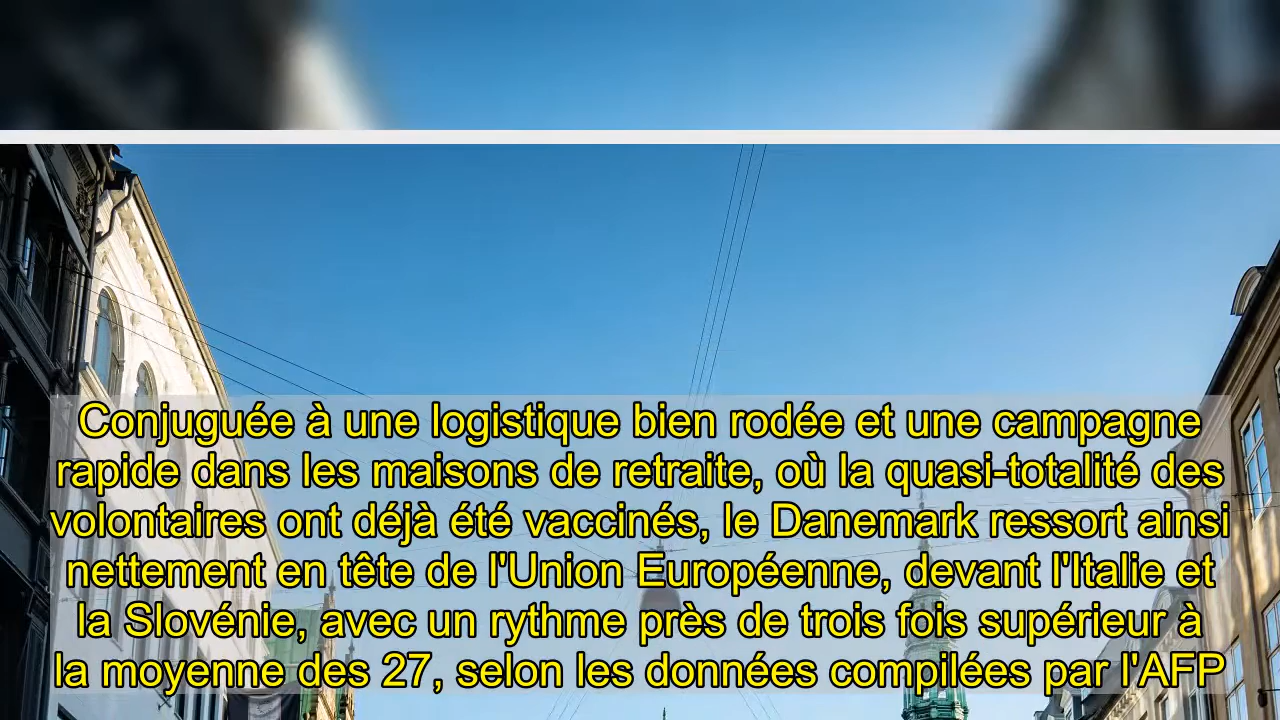 Conjuguée à une logistique bien rodée et une campagne
rapide dans les maisons de retraite, où la quasi-totalité des
volontaires ont déjà été vaccinés, le Danemark ressort ainsi
nettement en tête de l'Union Européenne, devant l'Italie et
la Slovénie, avec un rythme près de trois fois supérieur à
la moyenne des 27, selon les données compilées par l'AFP